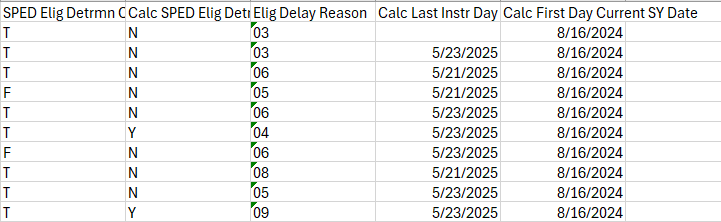 SPED Elig Detrmn C Calc SPED Elig Detr Elig Delay Reason Calc Last Instr Day Calc First Day Current SY Date
T N 03 8/16/2024
T N 03 5/23/2025 8/16/2024
T N 06 5/21/2025 8/16/2024
F N 05 5/21/2025 8/16/2024
T N 06 5/23/2025 8/16/2024
T Y 04 5/23/2025 8/16/2024
F N 06 5/23/2025 8/16/2024
T N 08 5/21/2025 8/16/2024
T N 05 5/23/2025 8/16/2024
T Y 09 5/23/2025 8/16/2024